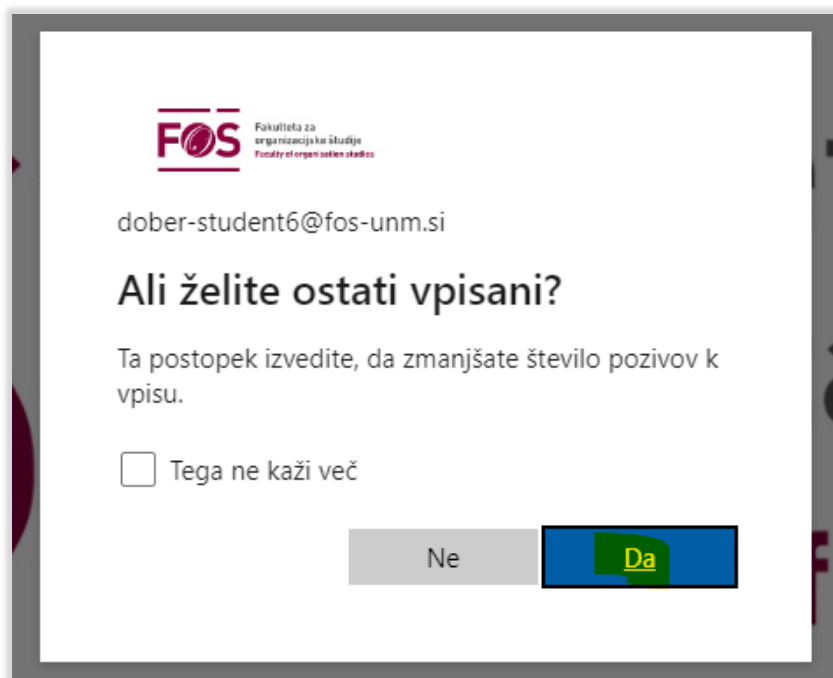 FOS
Fakulteta za
organizacijske študije
Faculty of organisation studies
dober-student6@fos-unm.si
Ali želite ostati vpisani?
Ta postopek izvedite, da zmanjšate število pozivov k
vpisu.
Tega ne kaži več
Ne
Da